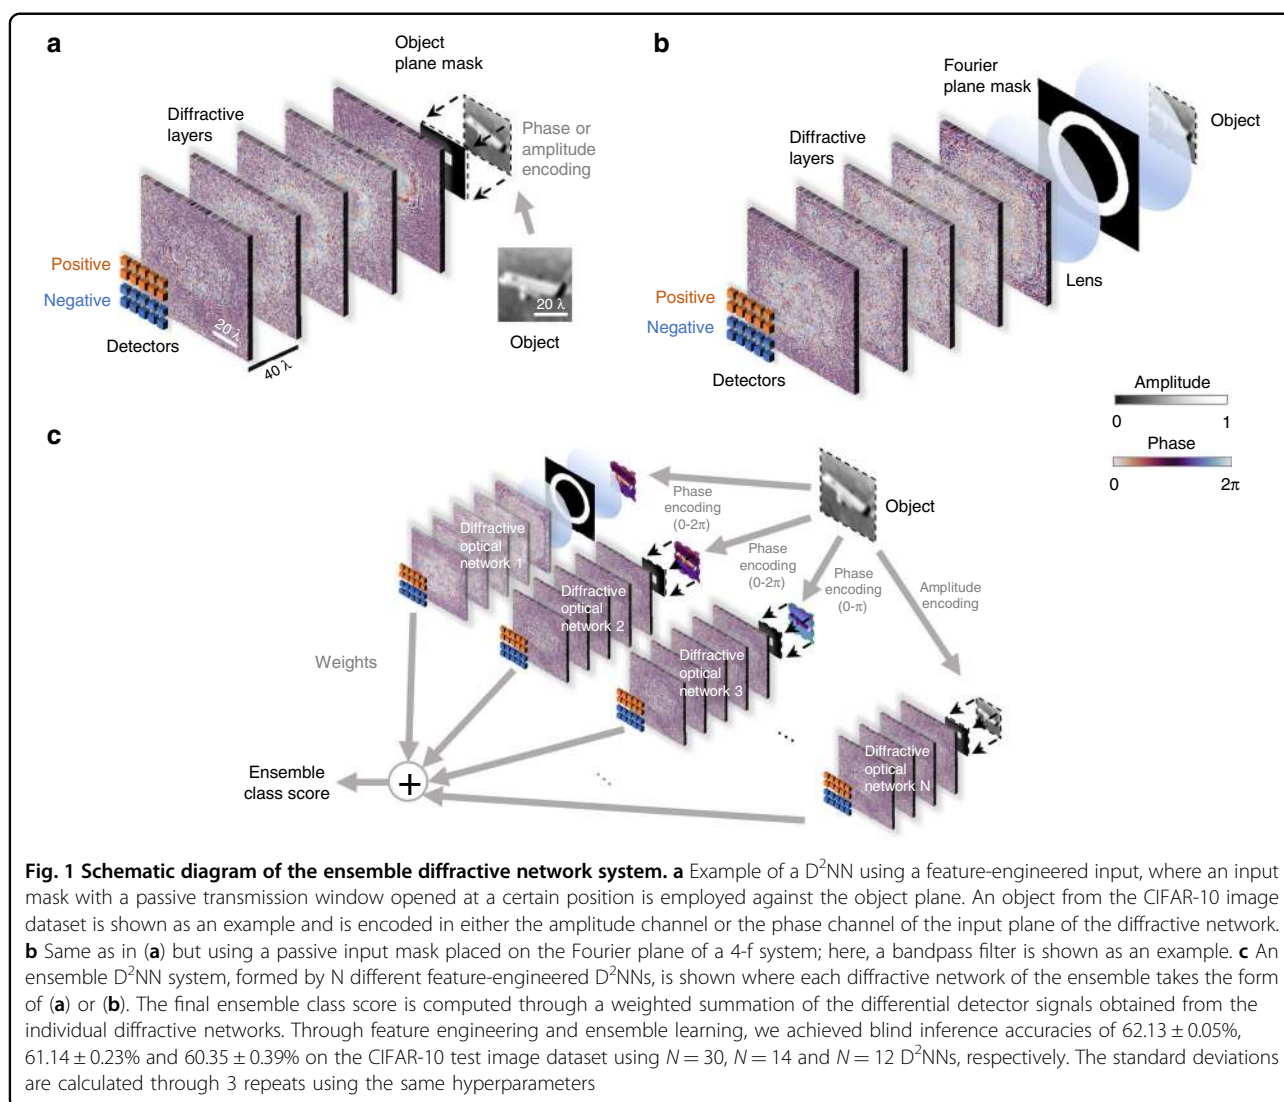 a
Object
plane mask
Diffractive
layers
Phase or
amplitude
encoding
Positive
Negative
Detectors
20 λ
40 λ
20 λ
Object
b
Fourier
plane mask
Object
Diffractive
layers
Lens
Positive
Negative
Detectors
Amplitude
0 1
Phase
0 2π
c
Object
Phase
encoding
(0-2π)
Phase
encoding
(0-2π)
Phase
encoding
(0-π)
Amplitude
encoding
Diffractive
optical
network 1
Diffractive
optical
network 2
Diffractive
optical
network 3
Diffractive
optical
network N
Weights
...
...
+
Ensemble
class score
Fig. 1 Schematic diagram of the ensemble diffractive network system. a Example of a D²NN using a feature-engineered input, where an input
mask with a passive transmission window opened at a certain position is employed against the object plane. An object from the CIFAR-10 image
dataset is shown as an example and is encoded in either the amplitude channel or the phase channel of the input plane of the diffractive network.
b Same as in (a) but using a passive input mask placed on the Fourier plane of a 4-f system; here, a bandpass filter is shown as an example. c An
ensemble D²NN system, formed by N different feature-engineered D²NNs, is shown where each diffractive network of the ensemble takes the form
of (a) or (b). The final ensemble class score is computed through a weighted summation of the differential detector signals obtained from the
individual diffractive networks. Through feature engineering and ensemble learning, we achieved blind inference accuracies of 62.13 ± 0.05%,
61.14 ± 0.23% and 60.35 ± 0.39% on the CIFAR-10 test image dataset using N = 30, N = 14 and N = 12 D²NNs, respectively. The standard deviations
are calculated through 3 repeats using the same hyperparameters